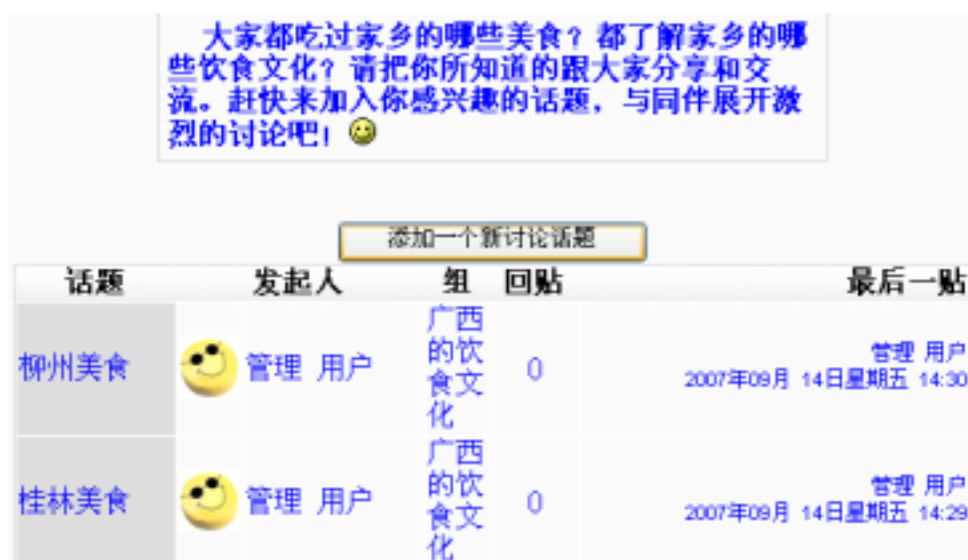 大家都吃过家乡的哪些美食？都了解家乡的哪
些饮食文化？请把你所知道的跟大家分享和交
流。赶快来加入你感兴趣的话题，与同伴展开激
烈的讨论吧！
添加一个新讨论话题
话题 发起人 组 回贴 最后一贴
柳州美食 管理 用户 广西的饮食文化 0 管理 用户
2007年09月 14日星期五 14:30
桂林美食 管理 用户 广西的饮食文化 0 管理 用户
2007年09月 14日星期五 14:29